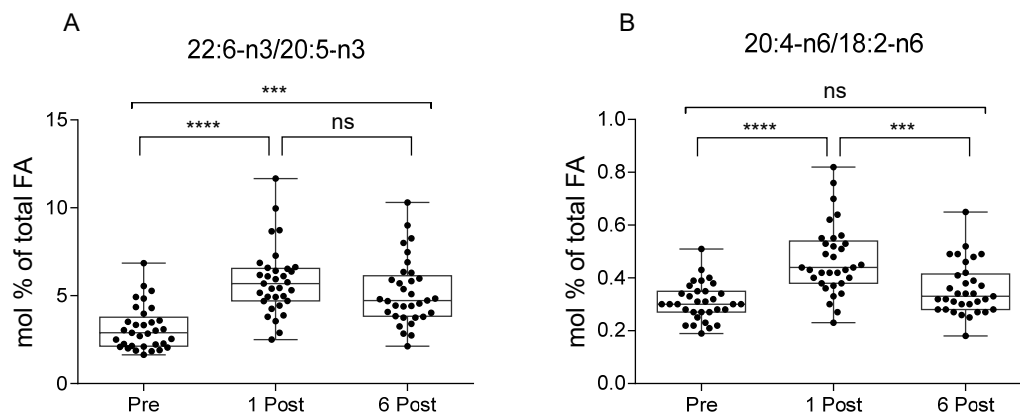 A
22:6-n3/20:5-n3
***
****
ns
mol % of total FA
15
10
5
0
Pre
1 Post
6 Post
B
20:4-n6/18:2-n6
ns
****
***
mol % of total FA
1.0
0.8
0.6
0.4
0.2
0.0
Pre
1 Post
6 Post